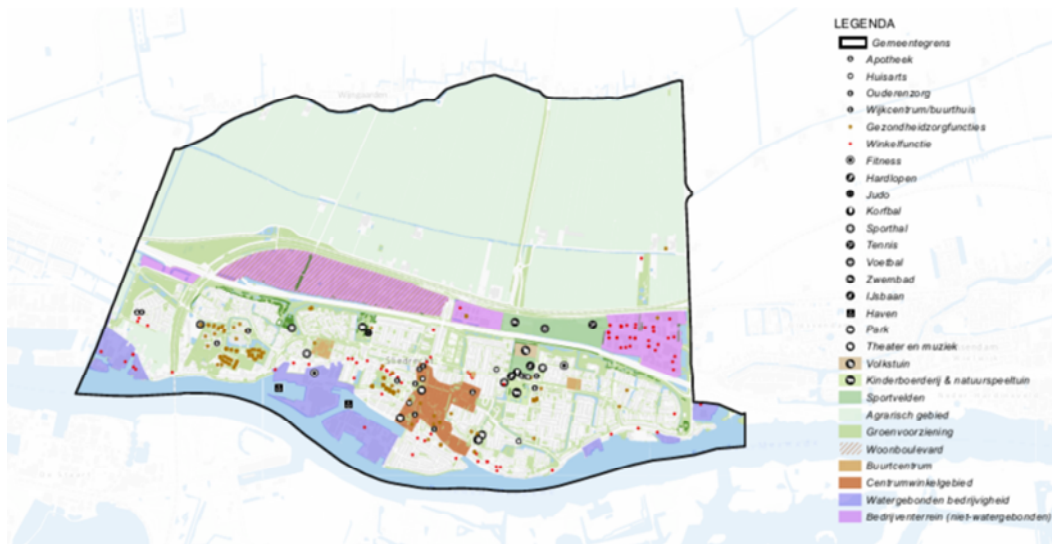 LEGENDA
Gemeentegrens
Apotheek
Huisarts
Ouderenzorg
Wijkcentrum/buurthuis
Gezondheidzorgfuncties
Winkelfunctie
Fitness
Hardlopen
Judo
Korfbal
Sporthal
Tennis
Voetbal
Zwembad
IJsbaan
Haven
Park
Theater en muziek
Volkstuin
Kinderboerderij & natuurspeeltuin
Sportvelden
Agrarisch gebied
Groenvoorziening
Woonboulevard
Buurtcentrum
Centrumwinkelgebied
Watergebonden bedrijvigheid
Bedrijventerrein (niet-watergebonden)